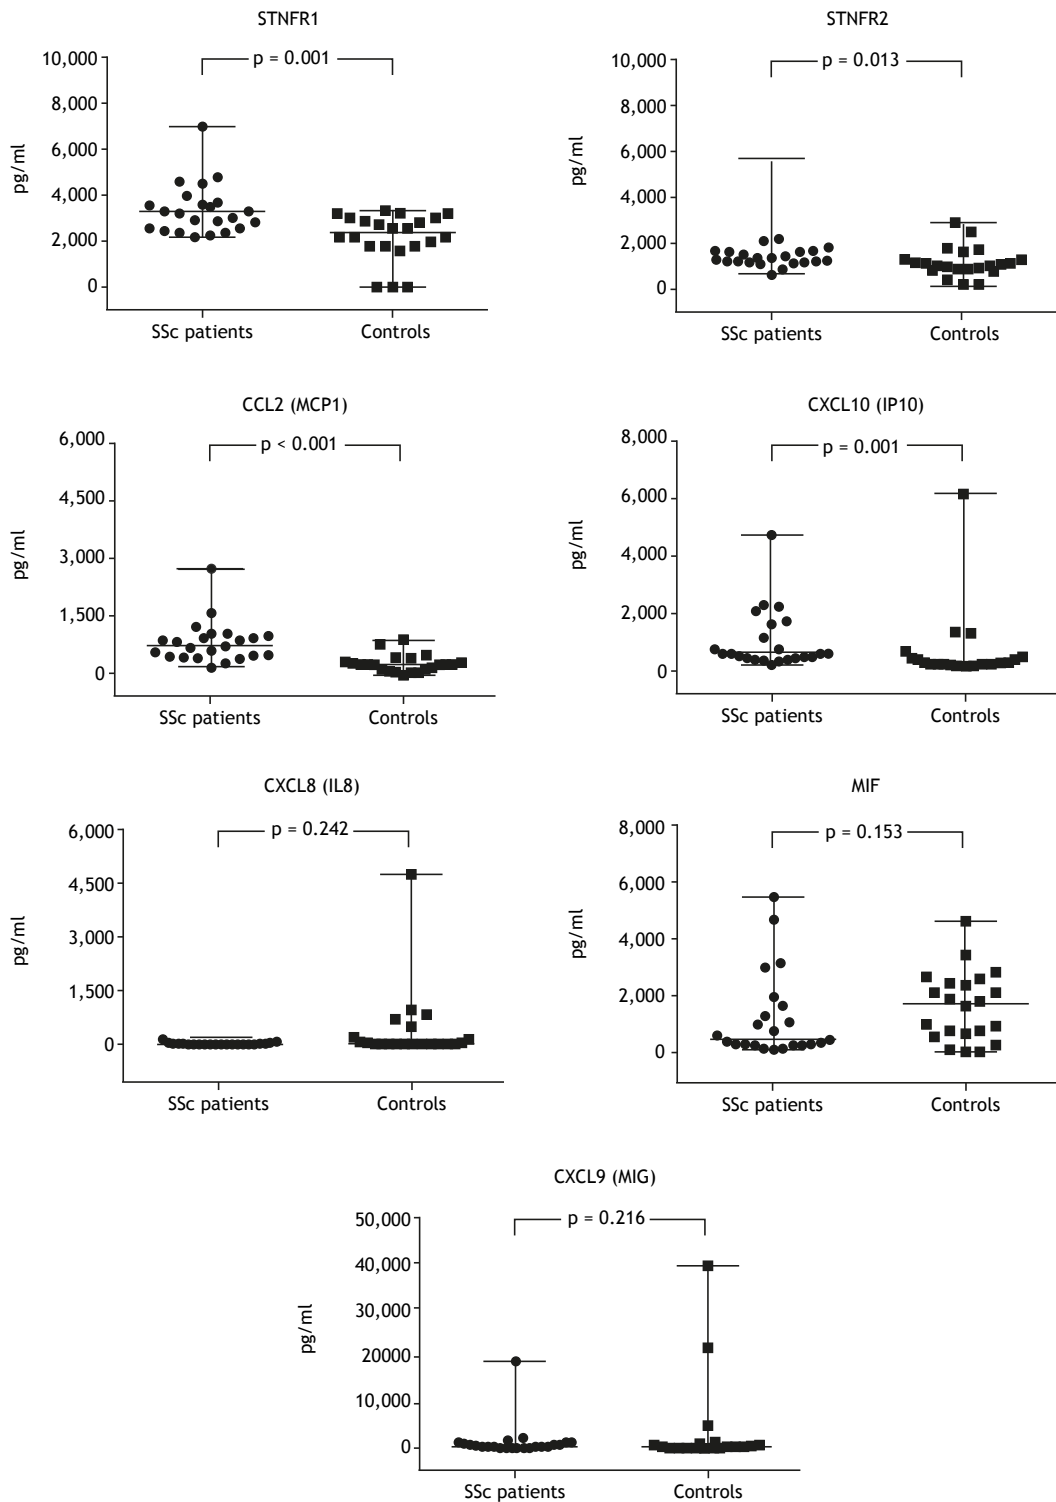 STNFR1
p = 0.001
10,000
8,000
6,000
4,000
2,000
0
pg/ml
SSc patients
Controls
STNFR2
p = 0.013
10,000
8,000
6,000
4,000
2,000
0
pg/ml
SSc patients
Controls
CCL2 (MCP1)
p < 0.001
6,000
4,500
3,000
1,500
0
pg/ml
SSc patients
Controls
CXCL10 (IP10)
p = 0.001
8,000
6,000
4,000
2,000
0
pg/ml
SSc patients
Controls
CXCL8 (IL8)
p = 0.242
6,000
4,500
3,000
1,500
0
pg/ml
SSc patients
Controls
MIF
p = 0.153
8,000
6,000
4,000
2,000
0
pg/ml
SSc patients
Controls
CXCL9 (MIG)
p = 0.216
50,000
40,000
30,000
20000
10,000
0
pg/ml
SSc patients
Controls